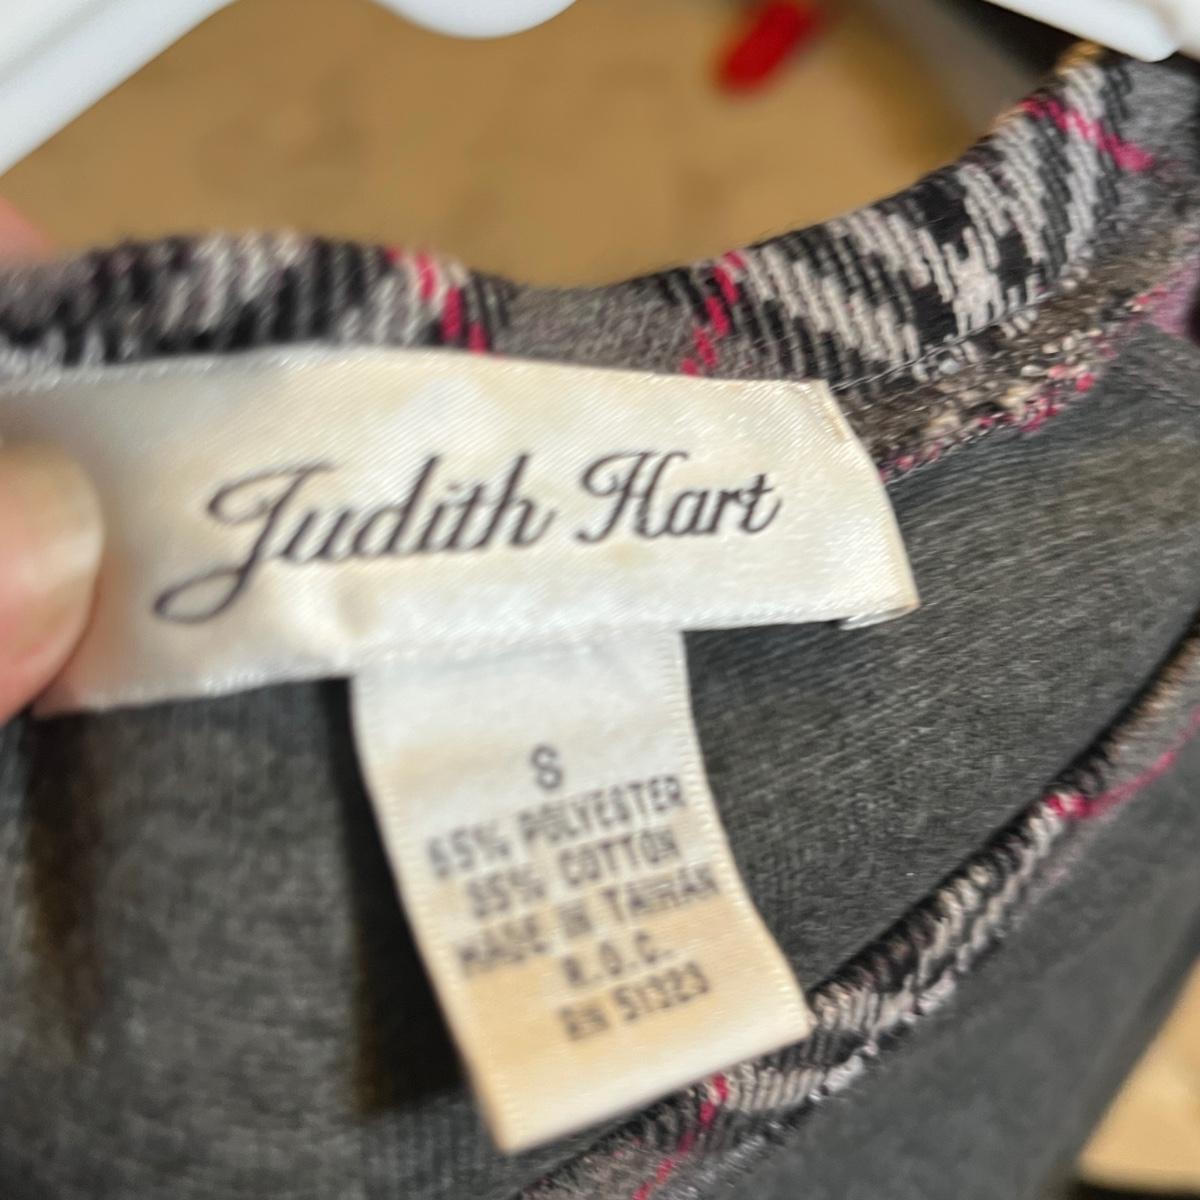 Judith Hart
S
65% POLYESTER
35% COTTON
MADE IN TAIWAN
R.O.C.
RN 51323